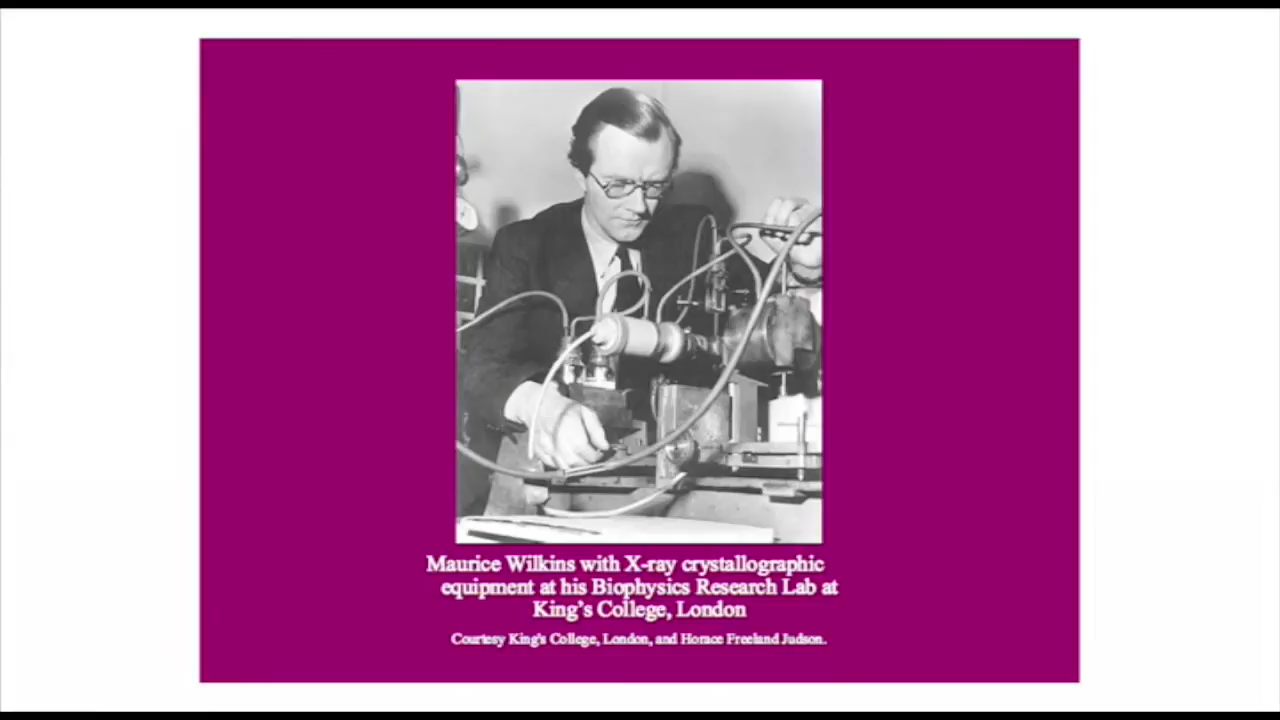 Maurice Wilkins with X-ray crystallographic
equipment at his Biophysics Research Lab at
King's College, London
Courtesy King's College, London, and Horace Freeland Judson.